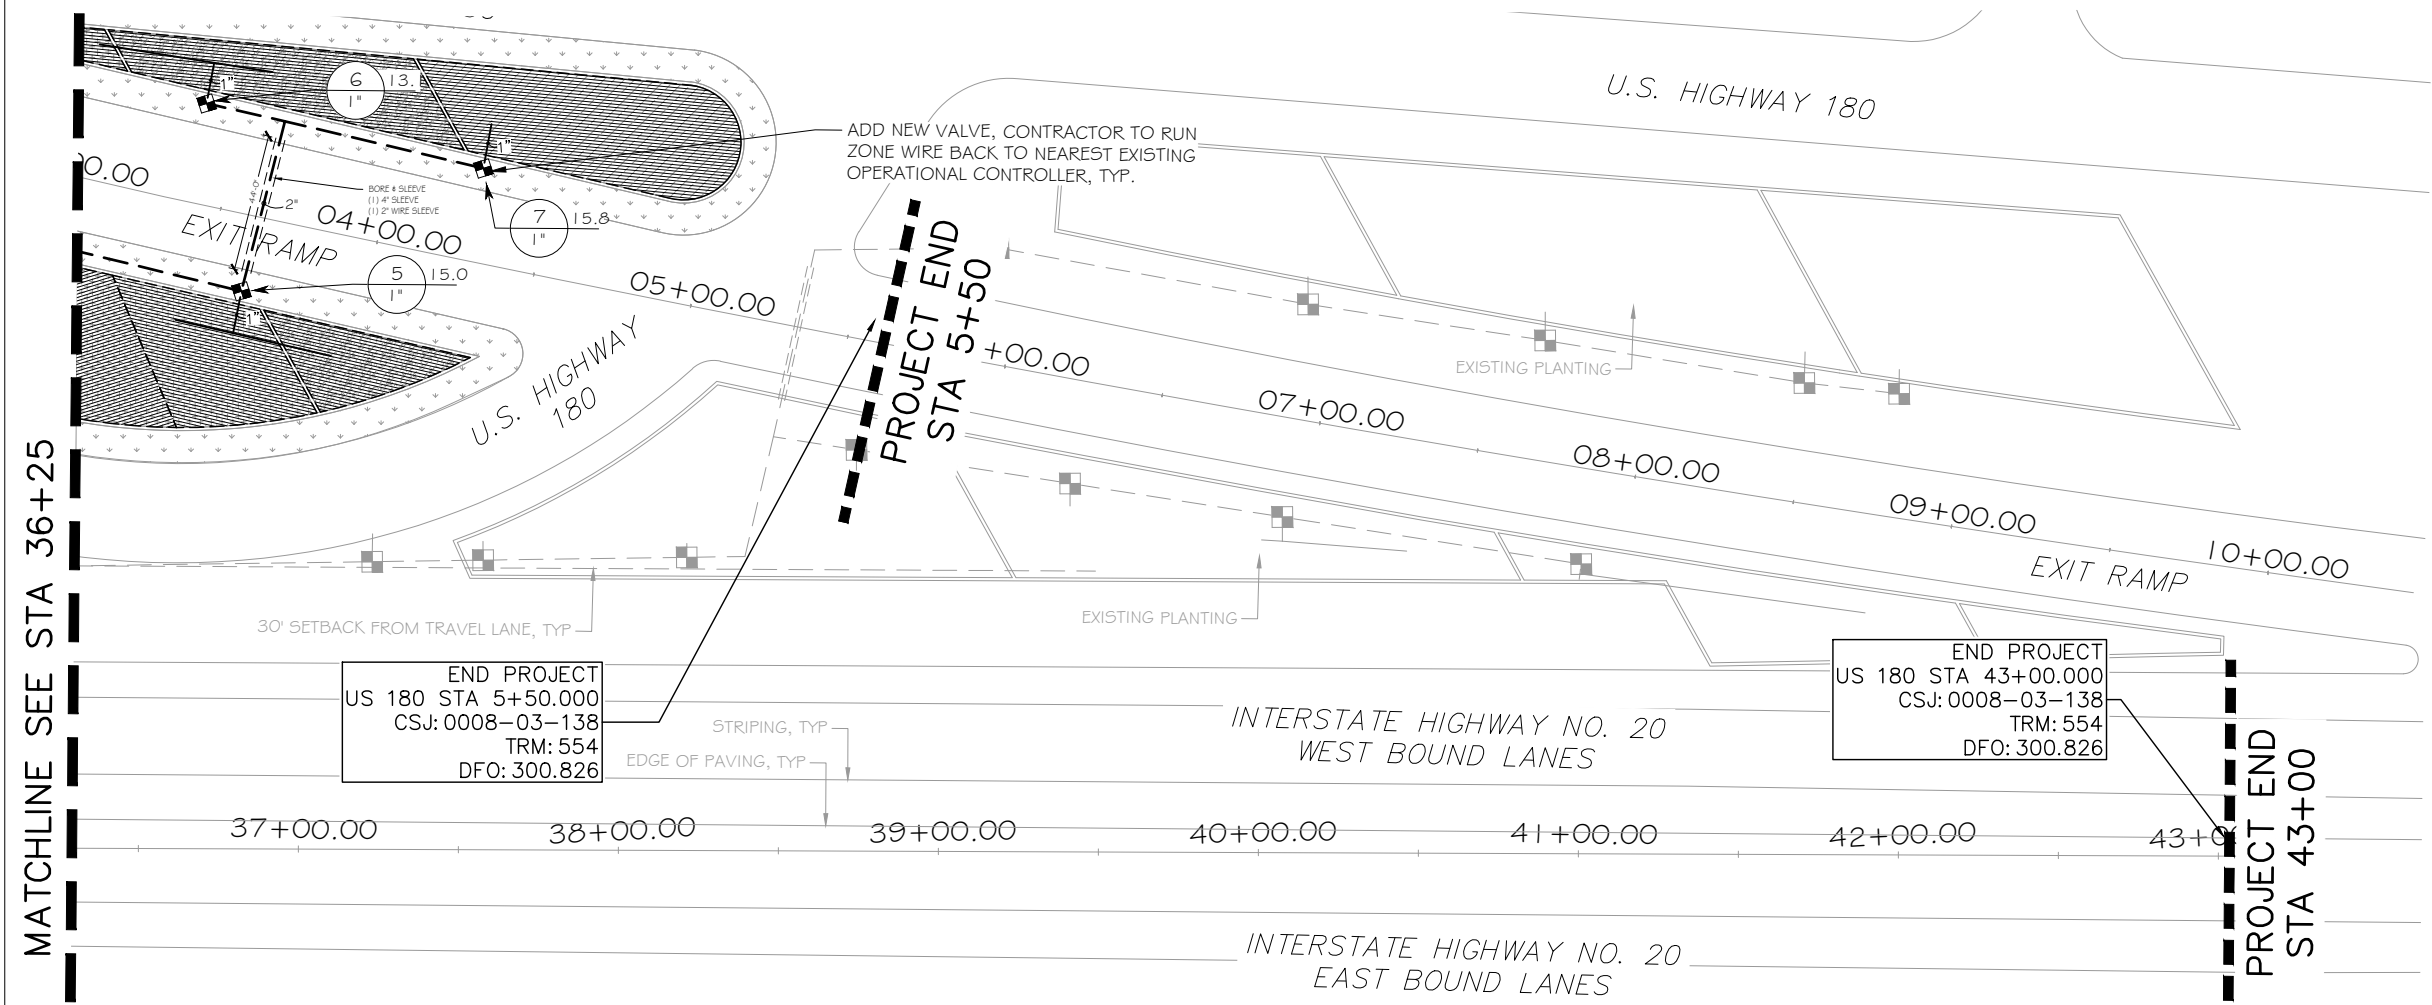 U.S. HIGHWAY 180
6
13.
1"
1"
ADD NEW VALVE, CONTRACTOR TO RUN
ZONE WIRE BACK TO NEAREST EXISTING
OPERATIONAL CONTROLLER, TYP.
1"
7
15.8
1"
0.00
44'-0"
BORE & SLEEVE
(1) 4" SLEEVE
(1) 2" WIRE SLEEVE
2"
EXIT RAMP
04+00.00
5
15.0
1"
1"
05+00.00
PROJECT END
STA 5+50
U.S. HIGHWAY
180
+00.00
EXISTING PLANTING
07+00.00
08+00.00
09+00.00
10+00.00
EXIT RAMP
MATCHLINE SEE STA 36+25
30' SETBACK FROM TRAVEL LANE, TYP
EXISTING PLANTING
END PROJECT
US 180 STA 5+50.000
CSJ: 0008-03-138
TRM: 554
DFO: 300.826
END PROJECT
US 180 STA 43+00.000
CSJ: 0008-03-138
TRM: 554
DFO: 300.826
STRIPING, TYP
EDGE OF PAVING, TYP
INTERSTATE HIGHWAY NO. 20
WEST BOUND LANES
37+00.00
38+00.00
39+00.00
40+00.00
41+00.00
42+00.00
43+0
PROJECT END
STA 43+00
INTERSTATE HIGHWAY NO. 20
EAST BOUND LANES